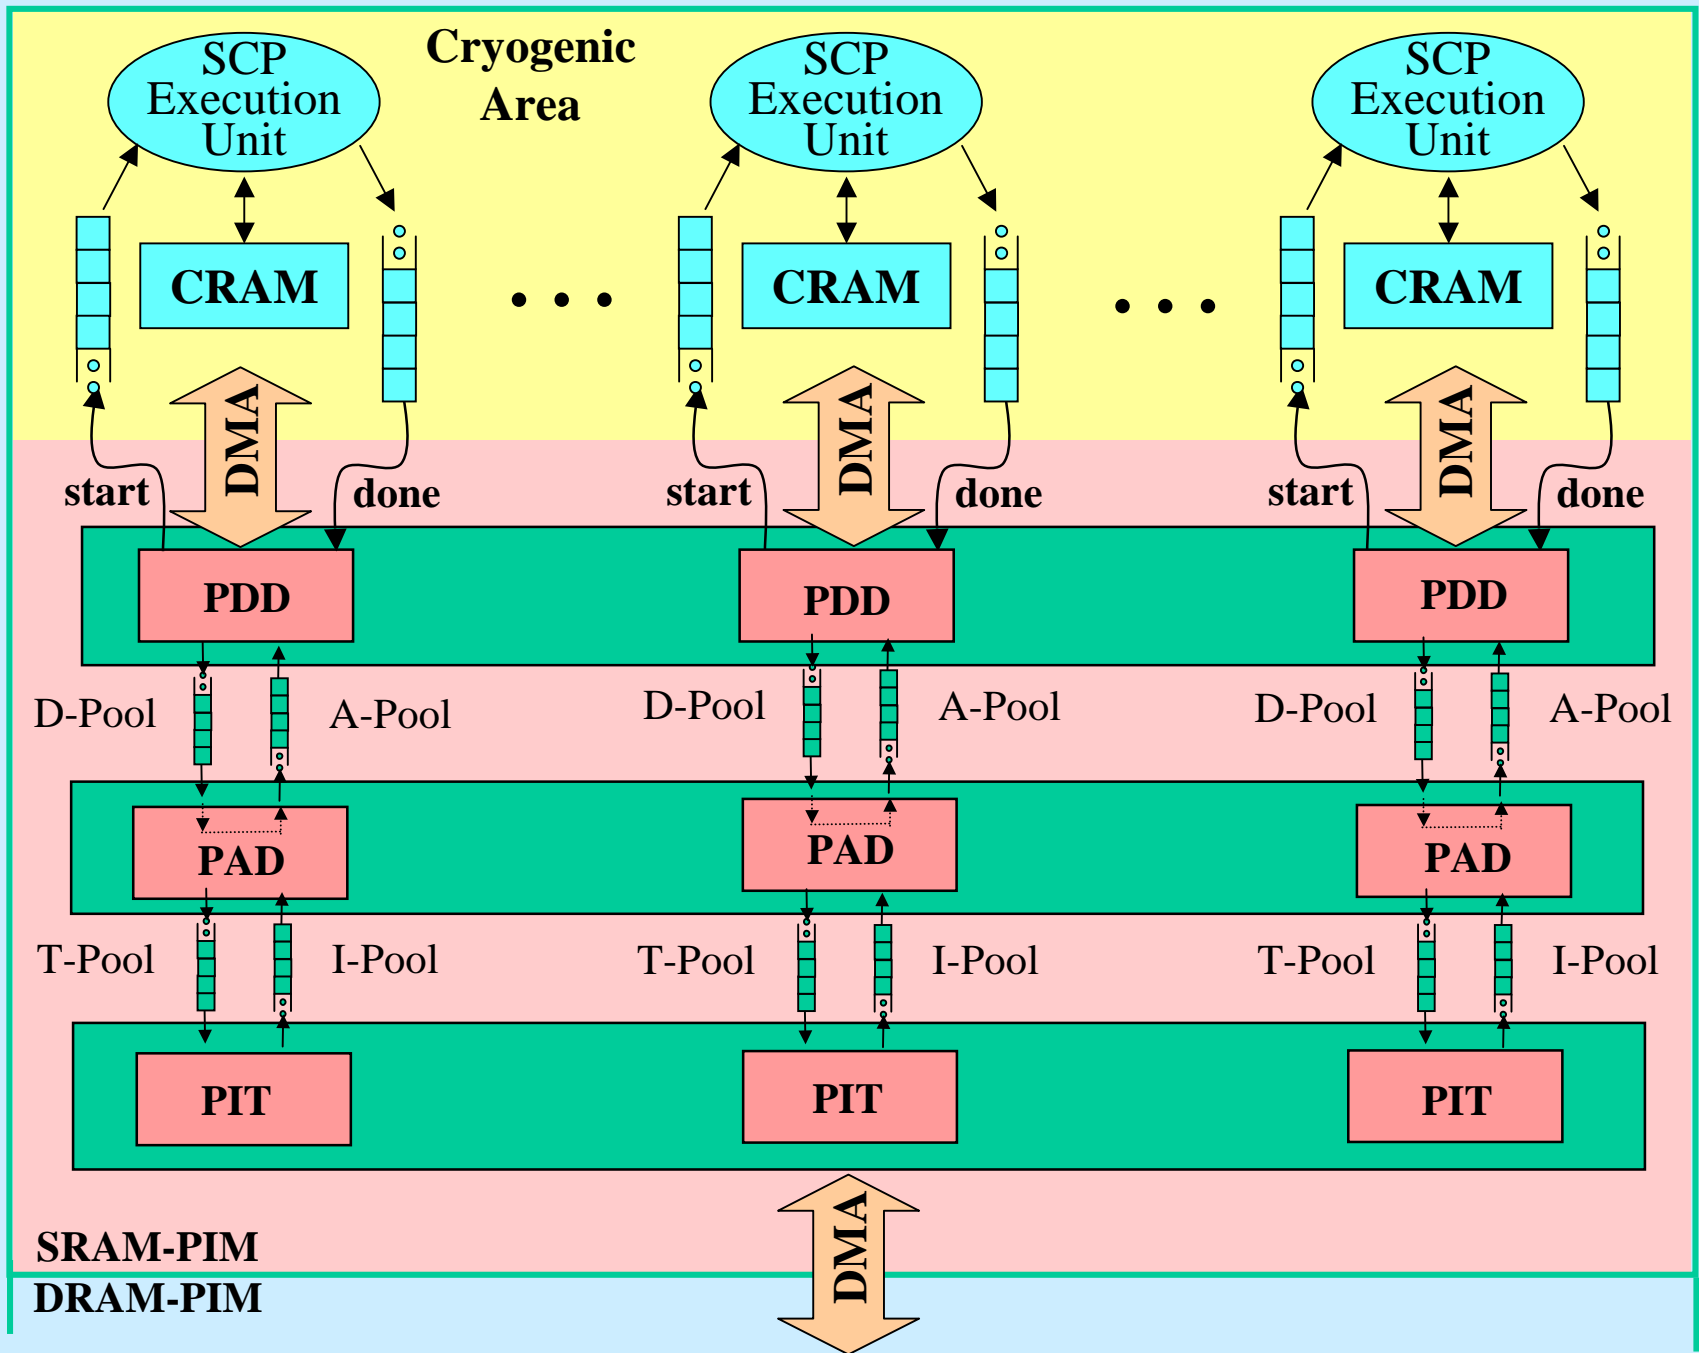 SCP
Execution
Unit
Cryogenic
Area
SCP
Execution
Unit
SCP
Execution
Unit
CRAM
CRAM
CRAM
DMA
DMA
DMA
start
done
start
done
start
done
PDD
PDD
PDD
D-Pool
A-Pool
D-Pool
A-Pool
D-Pool
A-Pool
PAD
PAD
PAD
T-Pool
I-Pool
T-Pool
I-Pool
T-Pool
I-Pool
PIT
PIT
PIT
SRAM-PIM
DMA
DRAM-PIM